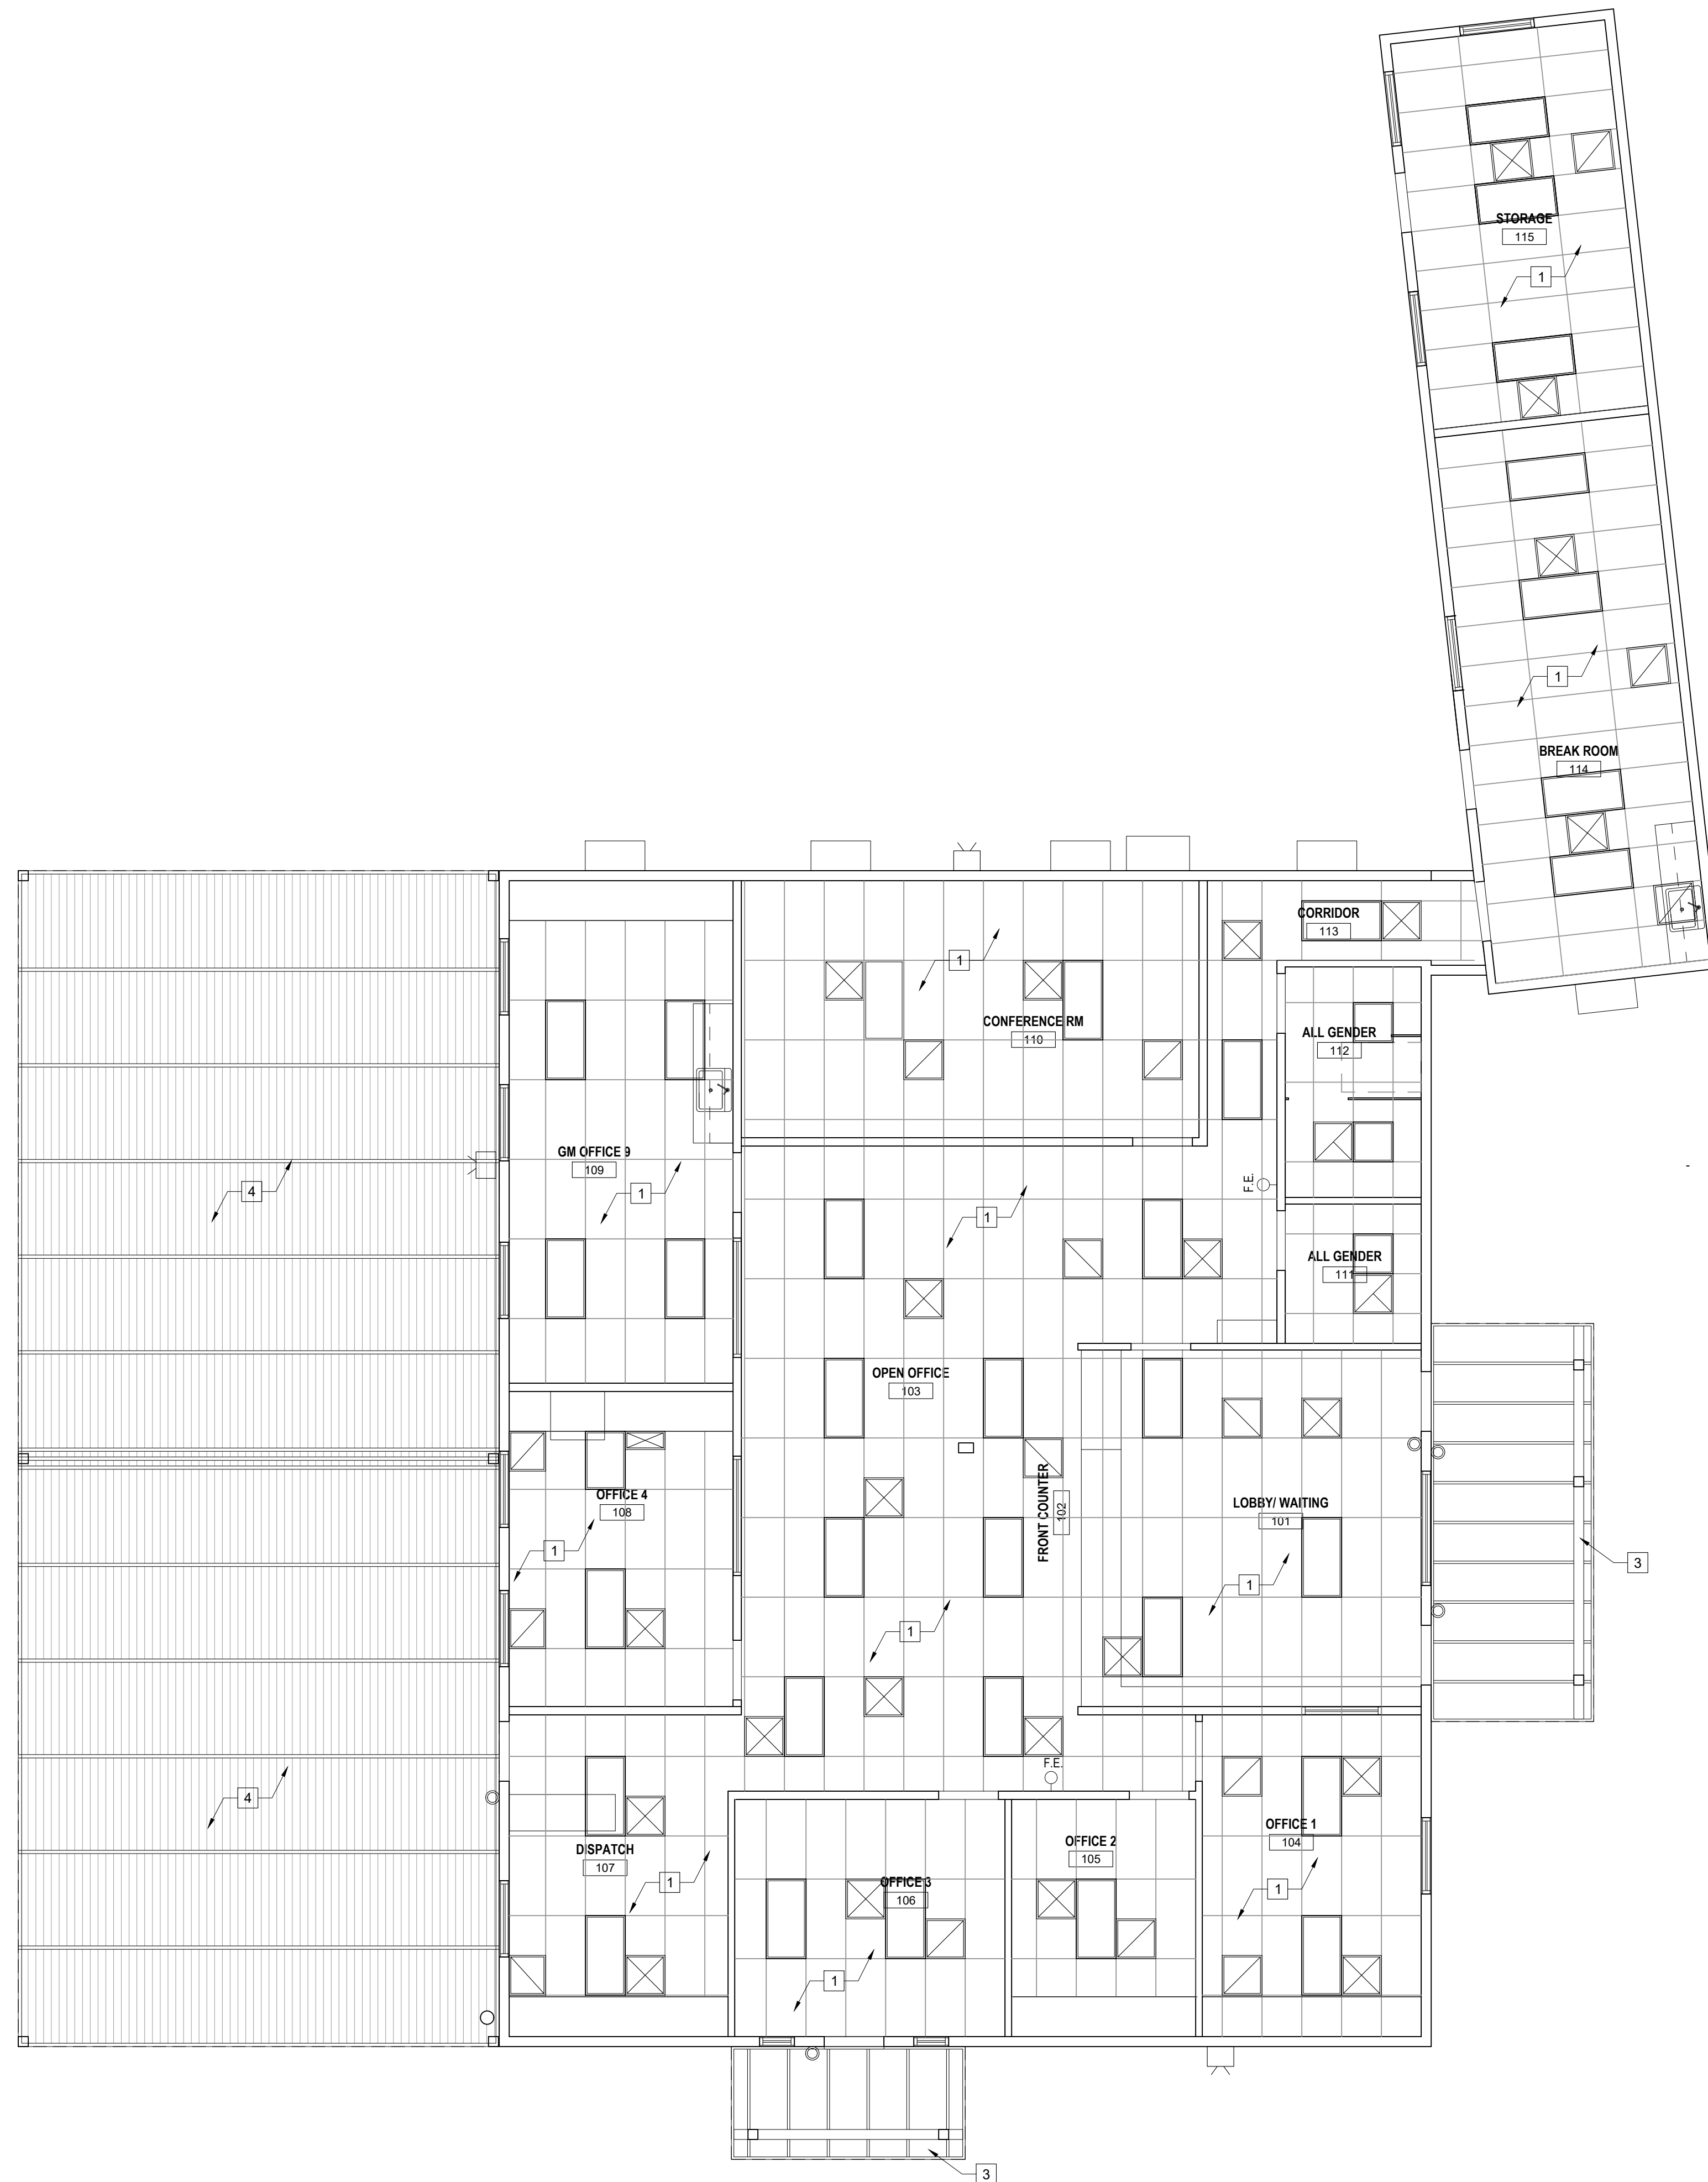 STORAGE
115
1
1
BREAK ROOM
114
CORRIDOR
113
1
CONFERENCE RM
110
ALL GENDER
112
GM OFFICE 9
109
4
1
F.E.
1
ALL GENDER
111
OPEN OFFICE
103
OFFICE 4
108
FRONT COUNTER
102
LOBBY/ WAITING
101
1
3
1
1
F.E.
4
DISPATCH
107
1
OFFICE 3
106
OFFICE 2
105
OFFICE 1
104
1
1
3